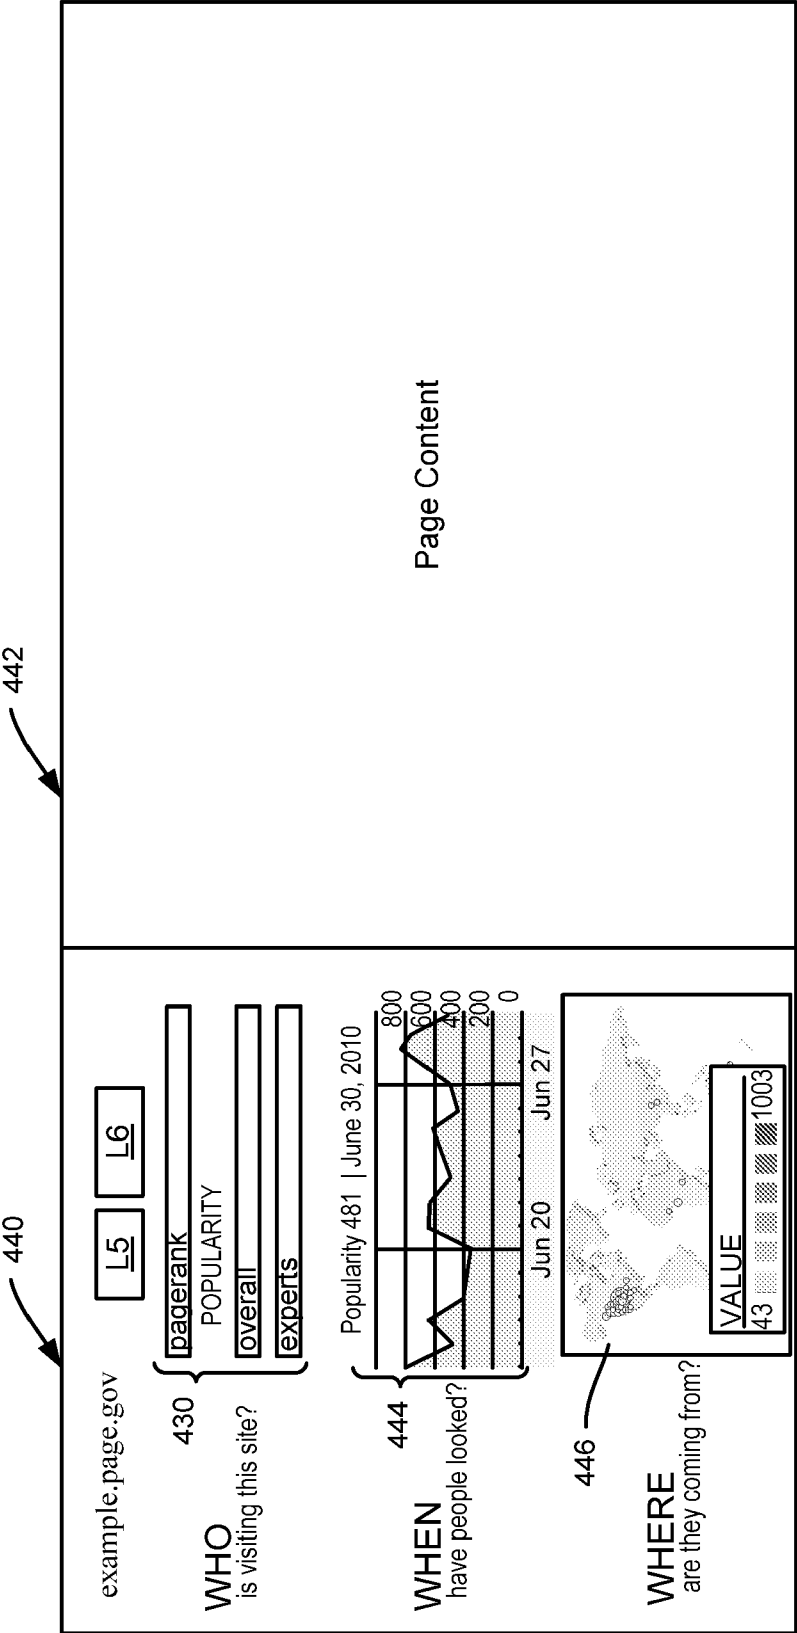 440
442
example.page.gov
L5
L6
WHO
is visiting this site?
430
pagerank
POPULARITY
overall
experts
WHEN
have people looked?
444
Popularity 481 | June 30, 2010
800
600
400
200
0
Jun 20
Jun 27
WHERE
are they coming from?
446
VALUE
43
1003
Page Content